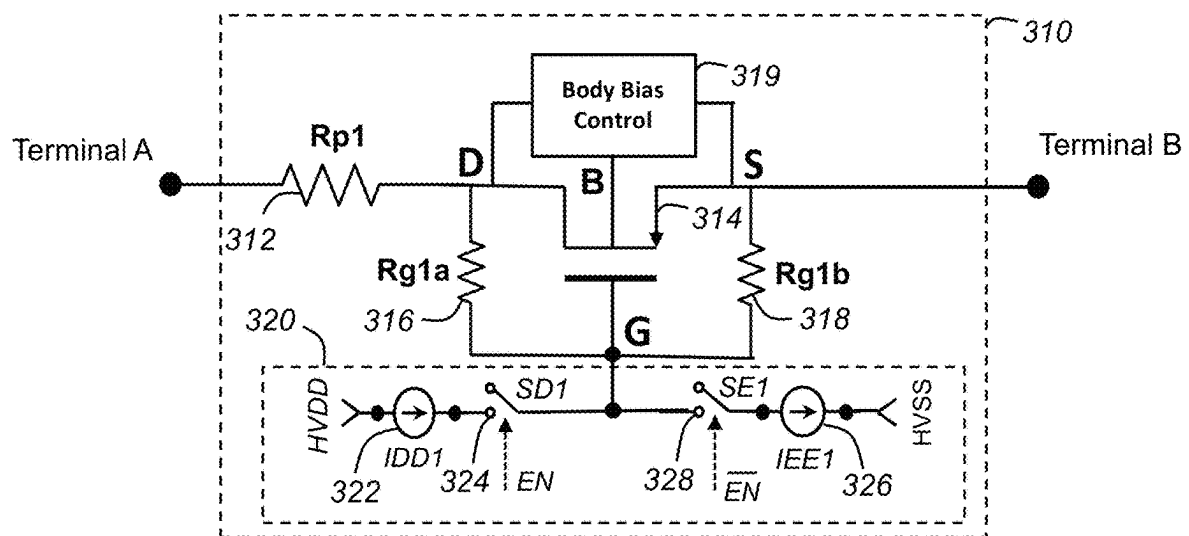 310
319
Body Bias
Control
Terminal A
Rp1
D
B
S
Terminal B
312
314
Rg1a
316
Rg1b
318
320
G
HVDD
SD1
SE1
HVSS
IDD1
322
324
EN
328
EN
IEE1
326